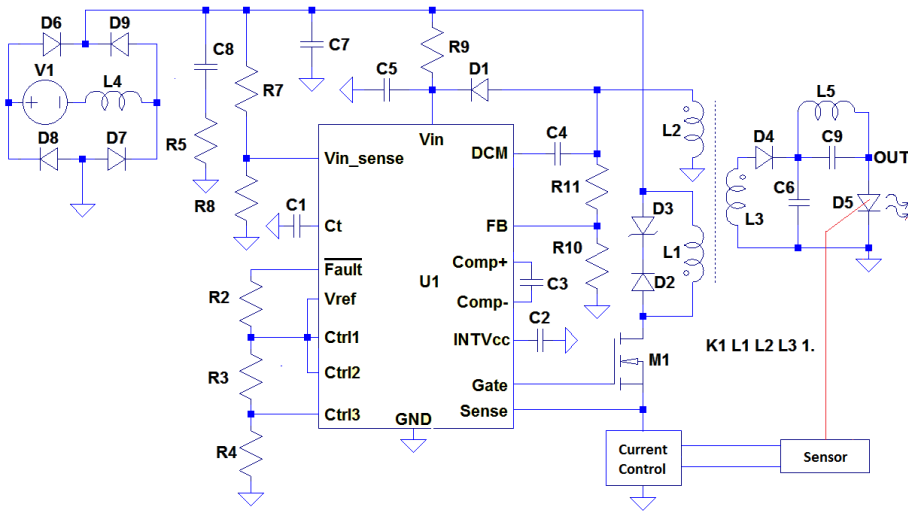 D6
D9
V1
L4
+
−
D8
D7
C8
C7
R9
R7
C5
D1
R5
Vin
L2
L5
Vin_sense
DCM
C4
D4
C9
OUT
R8
C1
R11
C6
D5
Ct
FB
D3
L3
L1
Fault
Comp+
R10
U1
R2
Vref
C3
D2
Comp-
Ctrl1
C2
INTVcc
K1 L1 L2 L3 1.
M1
R3
Ctrl2
Gate
Ctrl3
GND
Sense
R4
Current
Control
Sensor